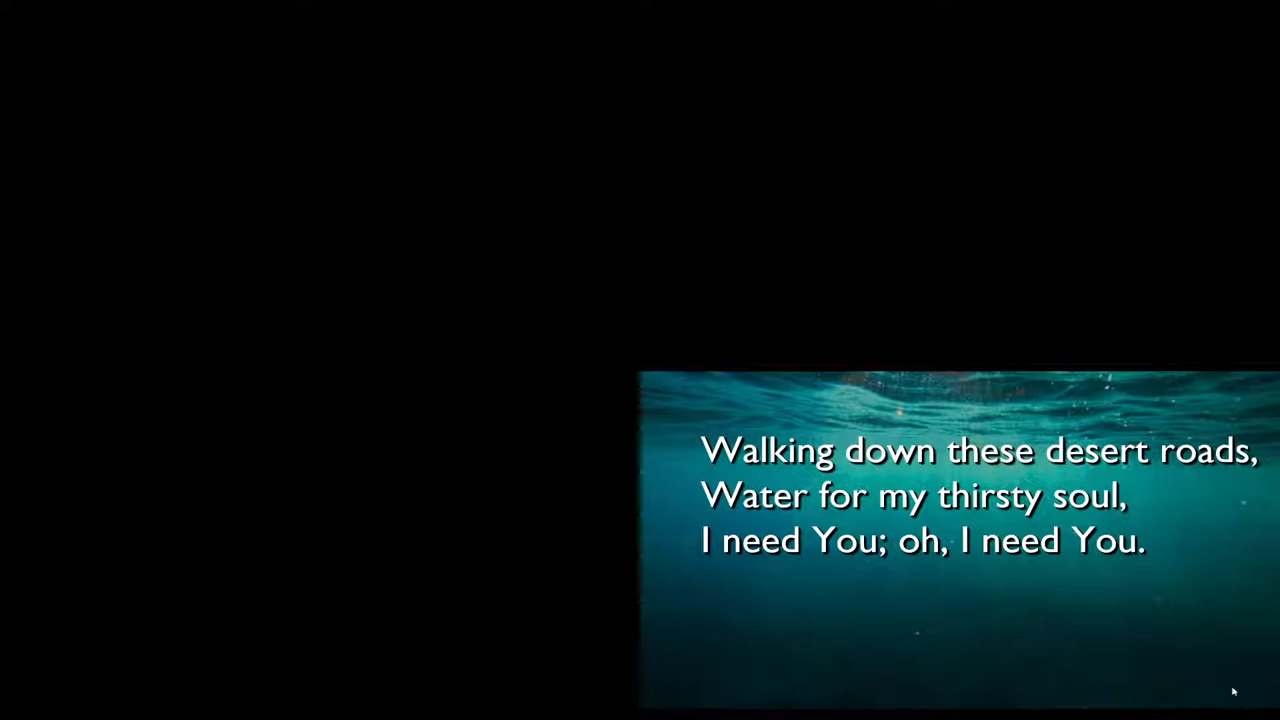 Walking down these desert roads,
Water for my thirsty soul,
I need You; oh, I need You.